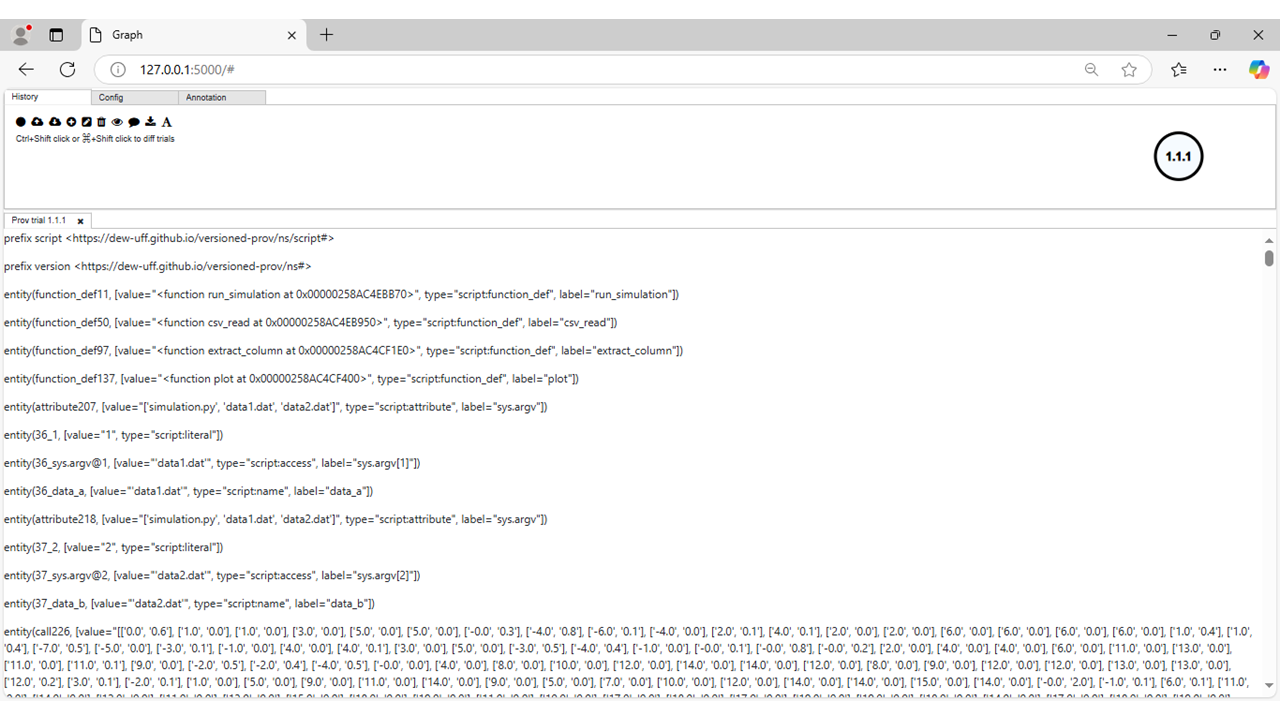 Graph
127.0.0.1:5000/#
History Config Annotation
A
Ctrl+Shift click or ⌘+Shift click to diff trials
1.1.1
Prov trial 1.1.1
prefix script <https://dew-uff.github.io/versioned-prov/ns/script#>
prefix version <https://dew-uff.github.io/versioned-prov/ns#>
entity(function_def11, [value="<function run_simulation at 0x00000258AC4EBB70>", type="script:function_def", label="run_simulation"])
entity(function_def50, [value="<function csv_read at 0x00000258AC4EB950>", type="script:function_def", label="csv_read"])
entity(function_def97, [value="<function extract_column at 0x00000258AC4CF1E0>", type="script:function_def", label="extract_column"])
entity(function_def137, [value="<function plot at 0x00000258AC4CF400>", type="script:function_def", label="plot"])
entity(attribute207, [value="['simulation.py', 'data1.dat', 'data2.dat']", type="script:attribute", label="sys.argv"])
entity(36_1, [value="1", type="script:literal"])
entity(36_sys.argv@1, [value="'data1.dat'", type="script:access", label="sys.argv[1]"])
entity(36_data_a, [value="'data1.dat'", type="script:name", label="data_a"])
entity(attribute218, [value="['simulation.py', 'data1.dat', 'data2.dat']", type="script:attribute", label="sys.argv"])
entity(37_2, [value="2", type="script:literal"])
entity(37_sys.argv@2, [value="'data2.dat'", type="script:access", label="sys.argv[2]"])
entity(37_data_b, [value="'data2.dat'", type="script:name", label="data_b"])
entity(call226, [value="[['0.0', '0.6'], ['1.0', '0.0'], ['1.0', '0.0'], ['3.0', '0.0'], ['5.0', '0.0'], ['5.0', '0.0'], ['-0.0', '0.3'], ['-4.0', '0.8'], ['-6.0', '0.1'], ['-4.0', '0.0'], ['2.0', '0.1'], ['4.0', '0.1'], ['2.0', '0.0'], ['2.0', '0.0'], ['6.0', '0.0'], ['6.0', '0.0'], ['6.0', '0.0'], ['6.0', '0.0'], ['1.0', '0.4'], ['1.0',
'0.4'], ['-7.0', '0.5'], ['-5.0', '0.0'], ['-3.0', '0.1'], ['-1.0', '0.0'], ['4.0', '0.0'], ['4.0', '0.1'], ['3.0', '0.0'], ['5.0', '0.0'], ['-3.0', '0.5'], ['-4.0', '0.4'], ['-1.0', '0.0'], ['-0.0', '0.1'], ['-0.0', '0.8'], ['-0.0', '0.2'], ['2.0', '0.0'], ['4.0', '0.0'], ['4.0', '0.0'], ['6.0', '0.0'], ['11.0', '0.0'], ['13.0', '0.0'],
['11.0', '0.0'], ['11.0', '0.1'], ['9.0', '0.0'], ['-2.0', '0.5'], ['-2.0', '0.4'], ['-4.0', '0.5'], ['-0.0', '0.0'], ['4.0', '0.0'], ['8.0', '0.0'], ['10.0', '0.0'], ['12.0', '0.0'], ['14.0', '0.0'], ['14.0', '0.0'], ['12.0', '0.0'], ['8.0', '0.0'], ['9.0', '0.0'], ['12.0', '0.0'], ['12.0', '0.0'], ['13.0', '0.0'], ['13.0', '0.0'],
['12.0', '0.2'], ['3.0', '0.1'], ['-2.0', '0.1'], ['1.0', '0.0'], ['5.0', '0.0'], ['9.0', '0.0'], ['11.0', '0.0'], ['14.0', '0.0'], ['9.0', '0.0'], ['5.0', '0.0'], ['7.0', '0.0'], ['10.0', '0.0'], ['12.0', '0.0'], ['14.0', '0.0'], ['14.0', '0.0'], ['15.0', '0.0'], ['14.0', '0.0'], ['-0.0', '2.0'], ['-1.0', '0.1'], ['6.0', '0.1'], ['11.0',